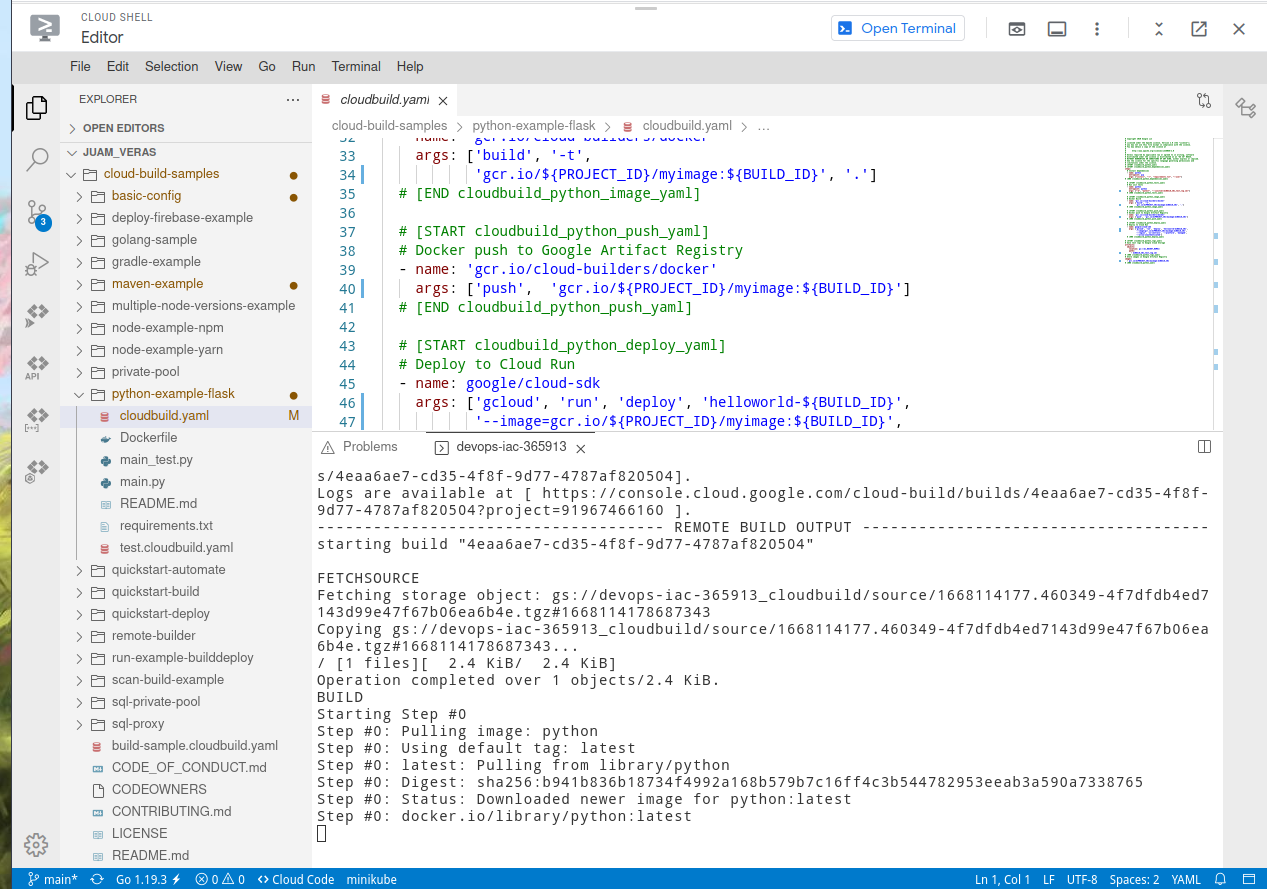 CLOUD SHELL
Editor
Open Terminal
File Edit Selection View Go Run Terminal Help
EXPLORER
OPEN EDITORS
JUAM_VERAS
cloud-build-samples
basic-config
deploy-firebase-example
golang-sample
gradle-example
maven-example
multiple-node-versions-example
node-example-npm
node-example-yarn
private-pool
python-example-flask
cloudbuild.yaml M
Dockerfile
main_test.py
main.py
README.md
requirements.txt
test.cloudbuild.yaml
quickstart-automate
quickstart-build
quickstart-deploy
remote-builder
run-example-builddeploy
scan-build-example
sql-private-pool
sql-proxy
build-sample.cloudbuild.yaml
CODE_OF_CONDUCT.md
CODEOWNERS
CONTRIBUTING.md
LICENSE
README.md
3
API
cloudbuild.yaml
cloud-build-samples > python-example-flask > cloudbuild.yaml > ...
32 name: 'gcr.io/cloud-builders/docker'
33 args: ['build', '-t',
34 'gcr.io/${PROJECT_ID}/myimage:${BUILD_ID}', '.']
35 # [END cloudbuild_python_image_yaml]
36
37 # [START cloudbuild_python_push_yaml]
38 # Docker push to Google Artifact Registry
39 - name: 'gcr.io/cloud-builders/docker'
40 args: ['push',  'gcr.io/${PROJECT_ID}/myimage:${BUILD_ID}']
41 # [END cloudbuild_python_push_yaml]
42
43 # [START cloudbuild_python_deploy_yaml]
44 # Deploy to Cloud Run
45 - name: google/cloud-sdk
46 args: ['gcloud', 'run', 'deploy', 'helloworld-${BUILD_ID}',
47 '--image=gcr.io/${PROJECT_ID}/myimage:${BUILD_ID}',
Problems
devops-iac-365913
s/4eaa6ae7-cd35-4f8f-9d77-4787af820504].
Logs are available at [ https://console.cloud.google.com/cloud-build/builds/4eaa6ae7-cd35-4f8f-
9d77-4787af820504?project=91967466160 ].
------------------------------------- REMOTE BUILD OUTPUT -------------------------------------
starting build "4eaa6ae7-cd35-4f8f-9d77-4787af820504"
FETCHSOURCE
Fetching storage object: gs://devops-iac-365913_cloudbuild/source/1668114177.460349-4f7dfdb4ed7
143d99e47f67b06ea6b4e.tgz#1668114178687343
Copying gs://devops-iac-365913_cloudbuild/source/1668114177.460349-4f7dfdb4ed7143d99e47f67b06ea
6b4e.tgz#1668114178687343...
/ [1 files][  2.4 KiB/  2.4 KiB]
Operation completed over 1 objects/2.4 KiB.
BUILD
Starting Step #0
Step #0: Pulling image: python
Step #0: Using default tag: latest
Step #0: latest: Pulling from library/python
Step #0: Digest: sha256:b941b836b18734f4992a168b579b7c16ff4c3b544782953eeab3a590a7338765
Step #0: Status: Downloaded newer image for python:latest
Step #0: docker.io/library/python:latest
main* Go 1.19.3 0 0 Cloud Code minikube Ln 1, Col 1 LF UTF-8 Spaces: 2 YAML